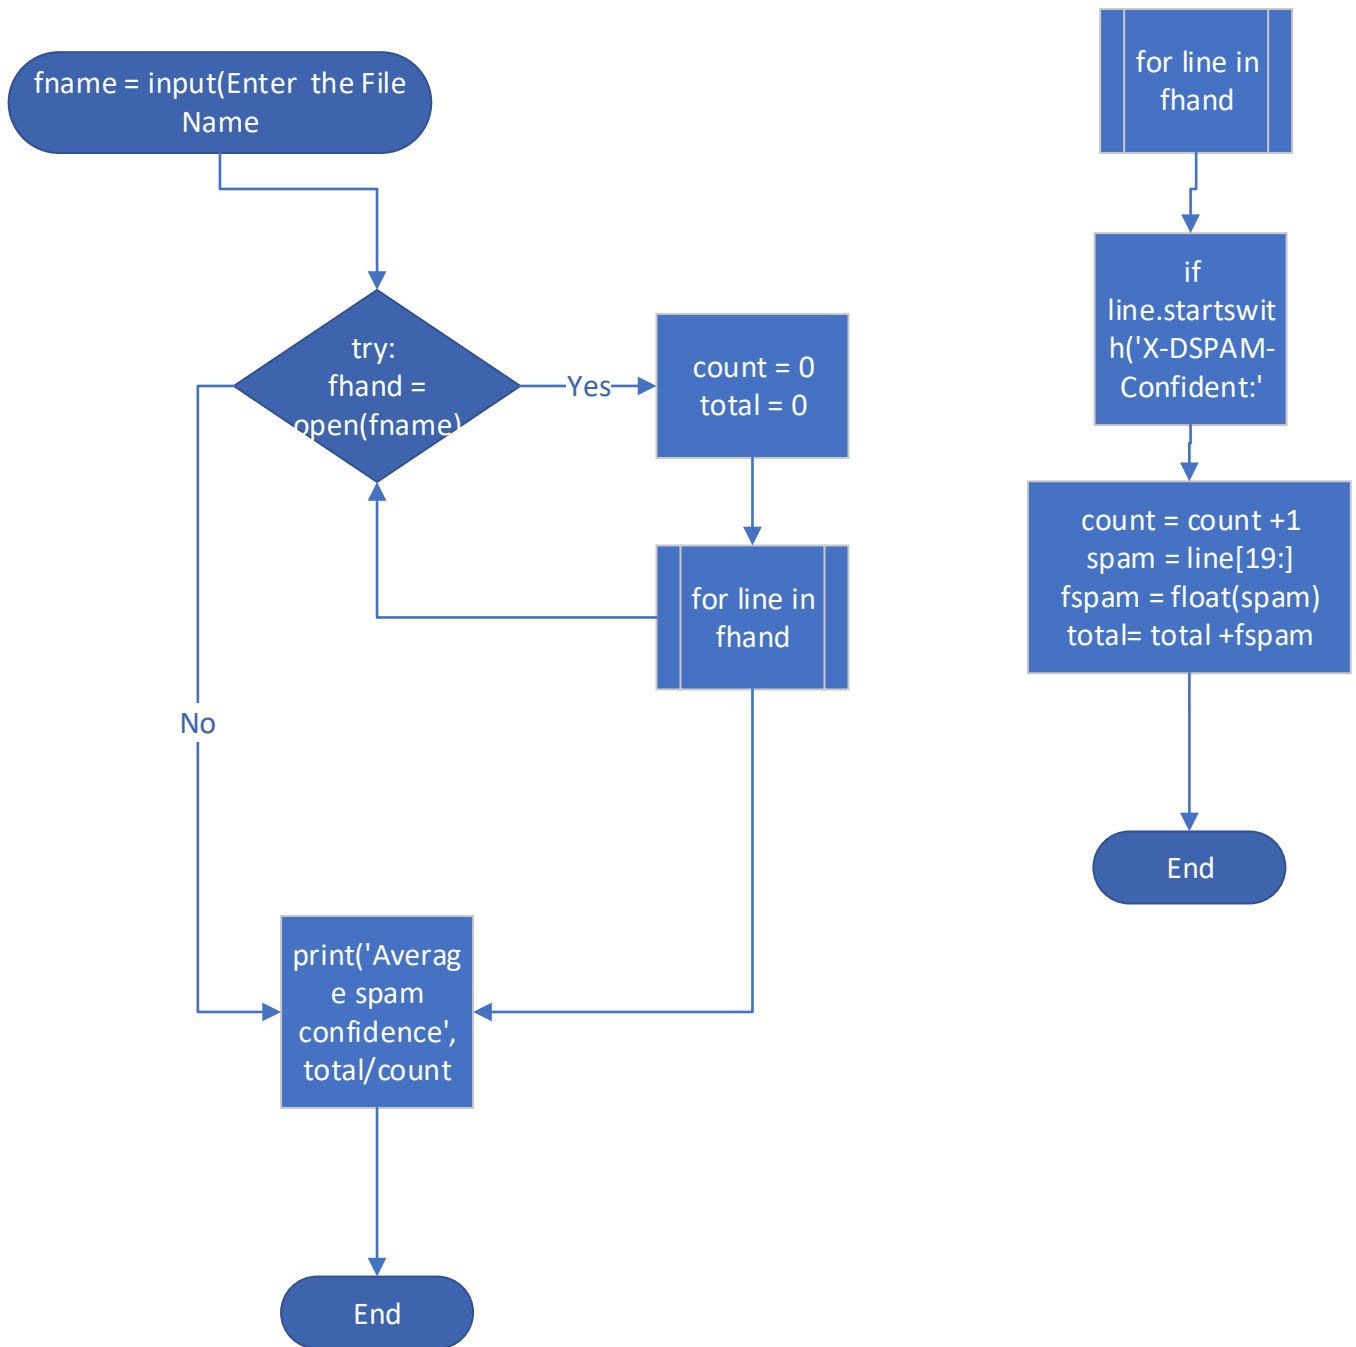 fname = input(Enter  the File
Name
try:
fhand =
open(fname)
Yes
count = 0
total = 0
for line in
fhand
No
print('Averag
e spam
confidence',
total/count
End
for line in
fhand
if
line.startswit
h('X-DSPAM-
Confident:'
count = count +1
spam = line[19:]
fspam = float(spam)
total= total +fspam
End